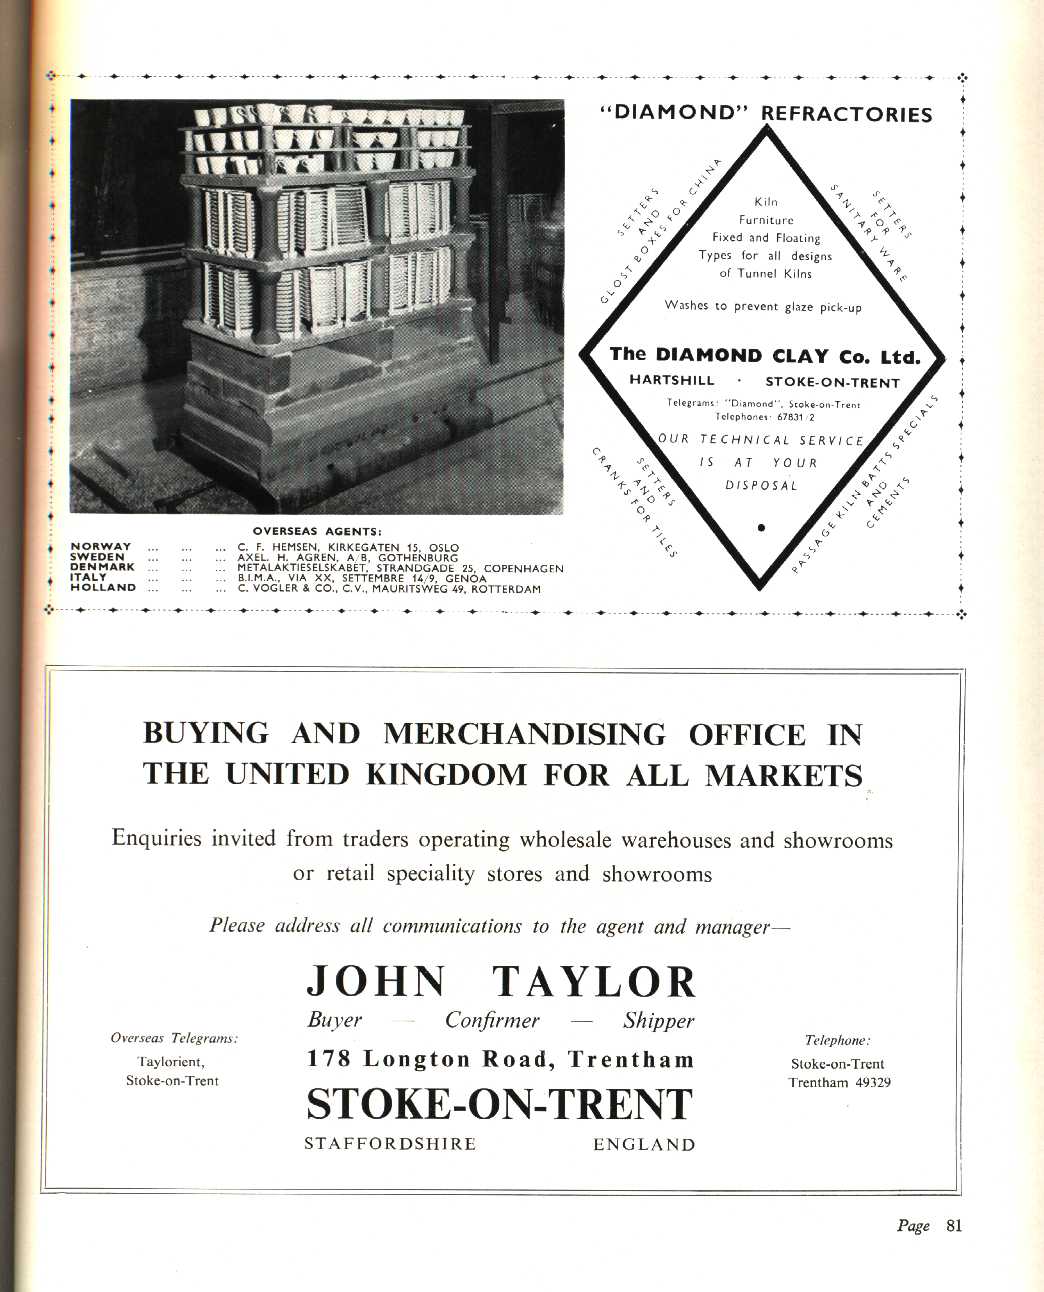 "DIAMOND" REFRACTORIES
SETTERS
AND
GLOST BOXES FOR CHINA
SETTERS
FOR
SANITARY WARE
Kiln
Furniture
Fixed and Floating
Types for all designs
of Tunnel Kilns
Washes to prevent glaze pick-up
The DIAMOND CLAY Co. Ltd.
HARTSHILL · STOKE-ON-TRENT
Telegrams: "Diamond", Stoke-on-Trent
Telephones: 67831/2
OUR TECHNICAL SERVICE
IS AT YOUR
DISPOSAL
SETTERS
AND
CRANKS FOR TILES
PASSAGE KILN BATTS SPECIALS
AND
CEMENTS
OVERSEAS AGENTS:
NORWAY ... ... ... C. F. HEMSEN, KIRKEGATEN 15, OSLO
SWEDEN ... ... ... AXEL. H. AGREN, A/B, GOTHENBURG
DENMARK ... ... ... METALAKTIESELSKABET, STRANDGADE 25, COPENHAGEN
ITALY ... ... ... B.I.M.A., VIA XX, SETTEMBRE 14/9, GENOA
HOLLAND ... ... ... C. VOGLER & CO., C.V., MAURITSWEG 49, ROTTERDAM
BUYING AND MERCHANDISING OFFICE IN
THE UNITED KINGDOM FOR ALL MARKETS
Enquiries invited from traders operating wholesale warehouses and showrooms
or retail speciality stores and showrooms
Please address all communications to the agent and manager—
JOHN TAYLOR
Buyer — Confirmer — Shipper
178 Longton Road, Trentham
STOKE-ON-TRENT
STAFFORDSHIRE ENGLAND
Overseas Telegrams:
Taylorient,
Stoke-on-Trent
Telephone:
Stoke-on-Trent
Trentham 49329
Page 81